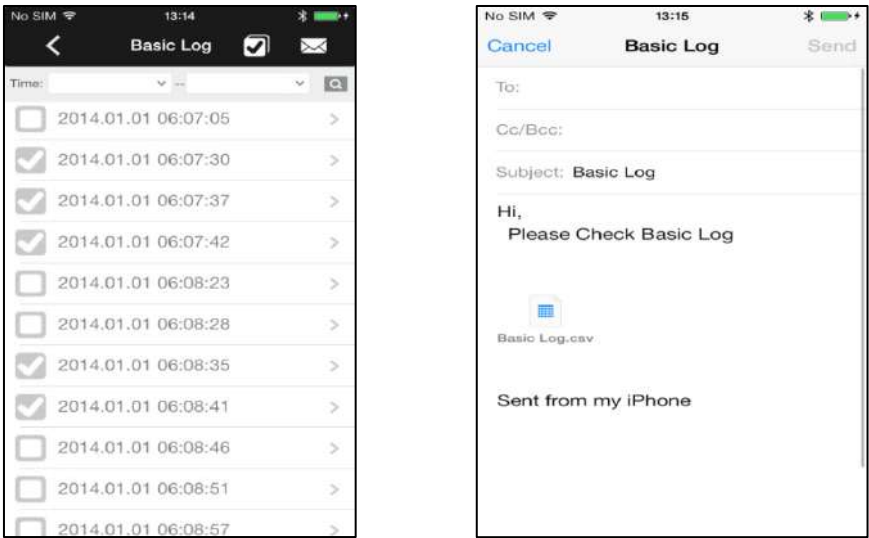 No SIM 13:14
Basic Log
Time: --
2014.01.01 06:07:05
2014.01.01 06:07:30
2014.01.01 06:07:37
2014.01.01 06:07:42
2014.01.01 06:08:23
2014.01.01 06:08:28
2014.01.01 06:08:35
2014.01.01 06:08:41
2014.01.01 06:08:46
2014.01.01 06:08:51
2014.01.01 06:08:57
No SIM 13:15
Cancel Basic Log Send
To:
Cc/Bcc:
Subject: Basic Log
Hi,
Please Check Basic Log
Basic Log.csv
Sent from my iPhone